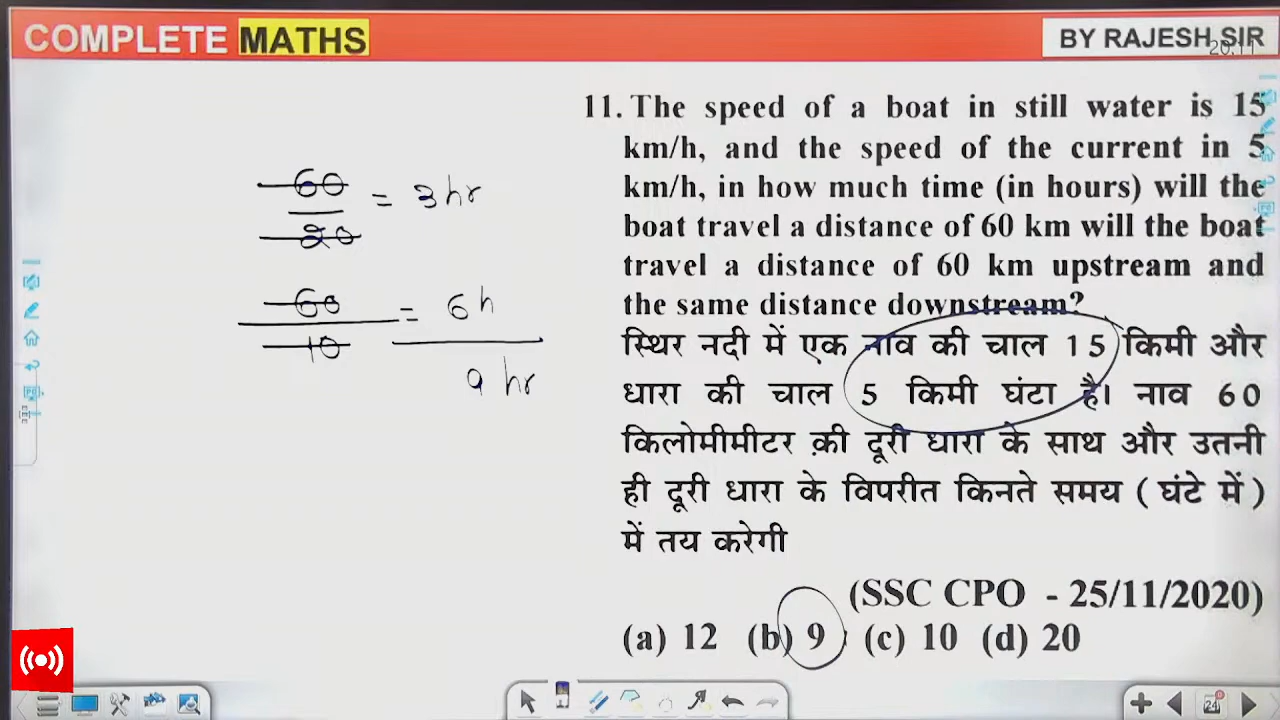 COMPLETE MATHS
BY RAJESH SIR
20:11
11. The speed of a boat in still water is 15
km/h, and the speed of the current in 5
km/h, in how much time (in hours) will the
boat travel a distance of 60 km will the boat
travel a distance of 60 km upstream and
the same distance downstream?
स्थिर नदी में एक नाव की चाल 15 किमी और
धारा की चाल 5 किमी घंटा है। नाव 60
किलोमीमीटर की दूरी धारा के साथ और उतनी
ही दूरी धारा के विपरीत किनते समय ( घंटे में )
में तय करेगी
(SSC CPO - 25/11/2020)
(a) 12 (b) 9 (c) 10 (d) 20
60
20
= 3hr
60
10
= 6h
9 hr
24